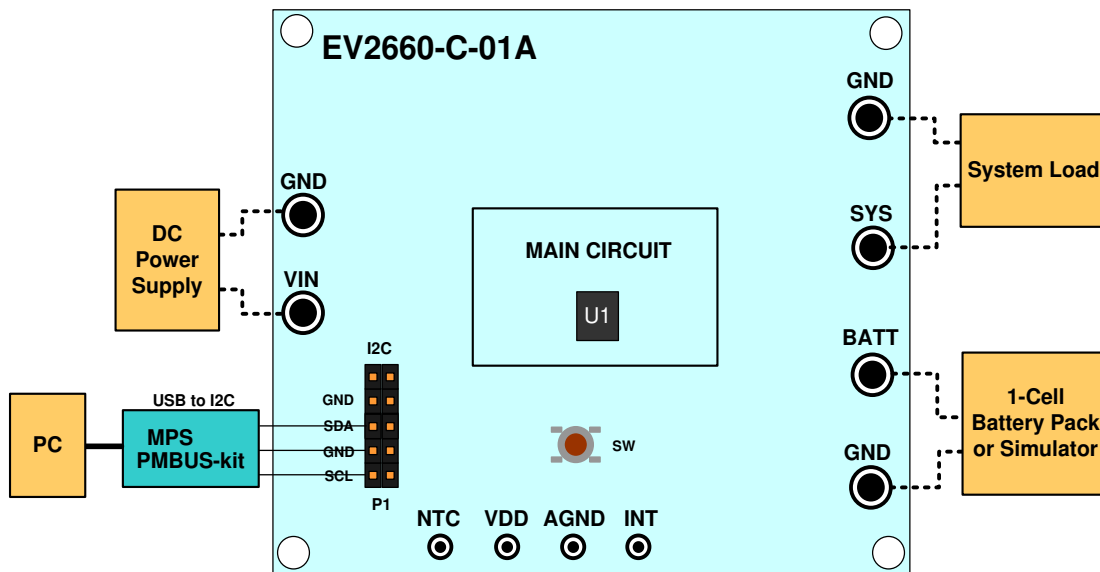 EV2660-C-01A
GND
System Load
SYS
GND
DC
Power
Supply
VIN
MAIN CIRCUIT
U1
BATT
1-Cell
Battery Pack
or Simulator
GND
I2C
GND
SDA
GND
SCL
P1
USB to I2C
MPS
PMBUS-kit
PC
SW
NTC
VDD
AGND
INT